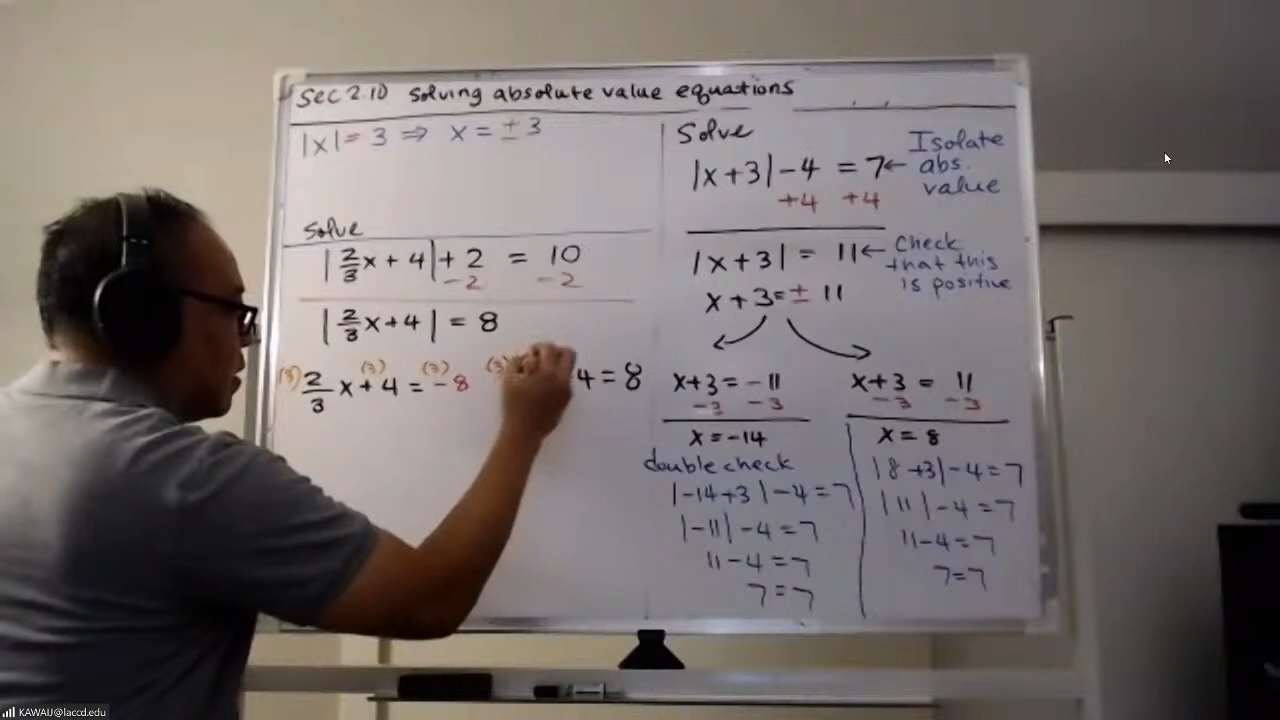 Sec 2.10 solving absolute value equations
|x| = 3 ⇒ x = ± 3
Solve
|2/3 x + 4| + 2 = 10
-2 -2
|2/3 x + 4| = 8
(3) (3) (3)
2/3 x + 4 = -8
(3)
4 = 8
Solve
|x + 3| - 4 = 7 ← Isolate
abs.
value
+4 +4
|x + 3| = 11 ← Check
that this
is positive
x + 3 = ± 11
x+3 = -11
-3 -3
x = -14
double check
|-14+3| - 4 = 7
|-11| - 4 = 7
11 - 4 = 7
7 = 7
x+3 = 11
-3 -3
x = 8
|8 +3| - 4 = 7
|11| - 4 = 7
11 - 4 = 7
7 = 7
KAWAIJ@laccd.edu